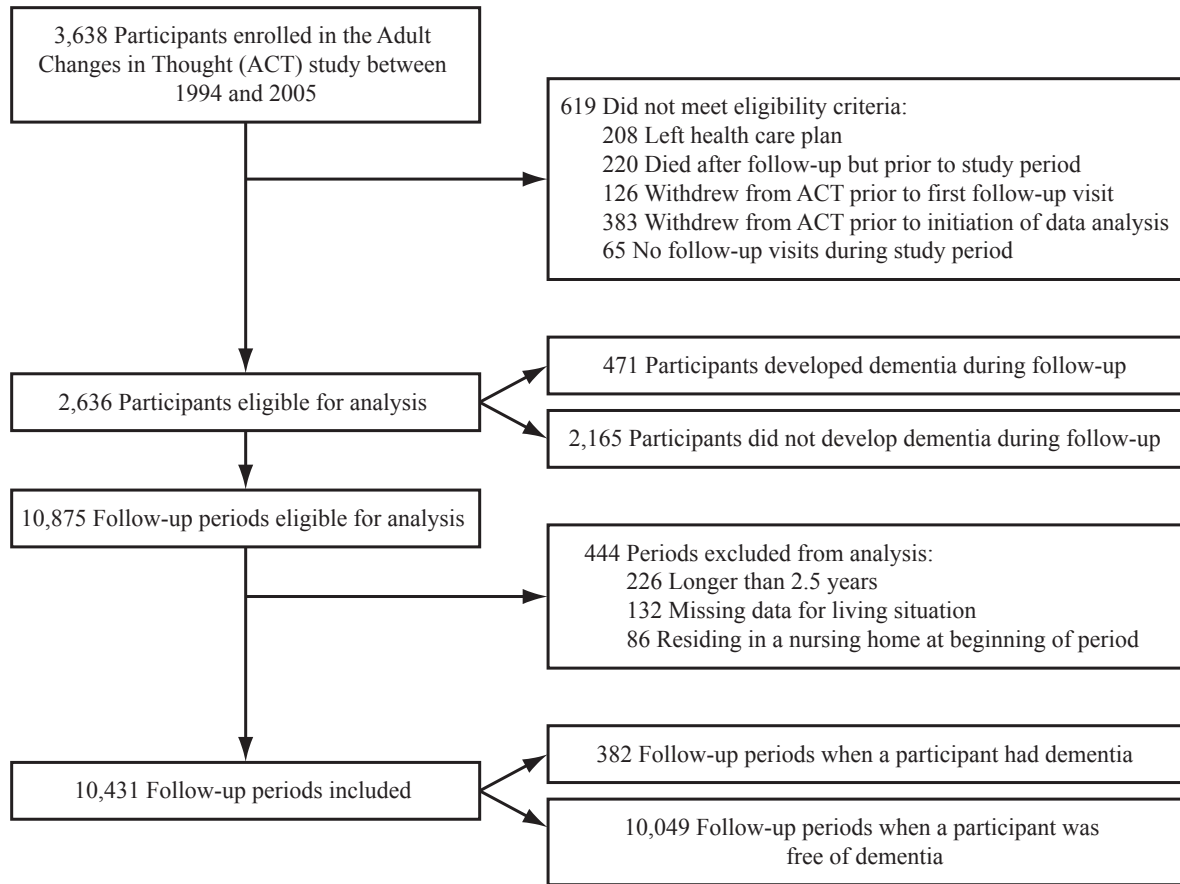 3,638 Participants enrolled in the Adult
Changes in Thought (ACT) study between
1994 and 2005
619 Did not meet eligibility criteria:
208 Left health care plan
220 Died after follow-up but prior to study period
126 Withdrew from ACT prior to first follow-up visit
383 Withdrew from ACT prior to initiation of data analysis
65 No follow-up visits during study period
2,636 Participants eligible for analysis
471 Participants developed dementia during follow-up
2,165 Participants did not develop dementia during follow-up
10,875 Follow-up periods eligible for analysis
444 Periods excluded from analysis:
226 Longer than 2.5 years
132 Missing data for living situation
86 Residing in a nursing home at beginning of period
10,431 Follow-up periods included
382 Follow-up periods when a participant had dementia
10,049 Follow-up periods when a participant was
free of dementia